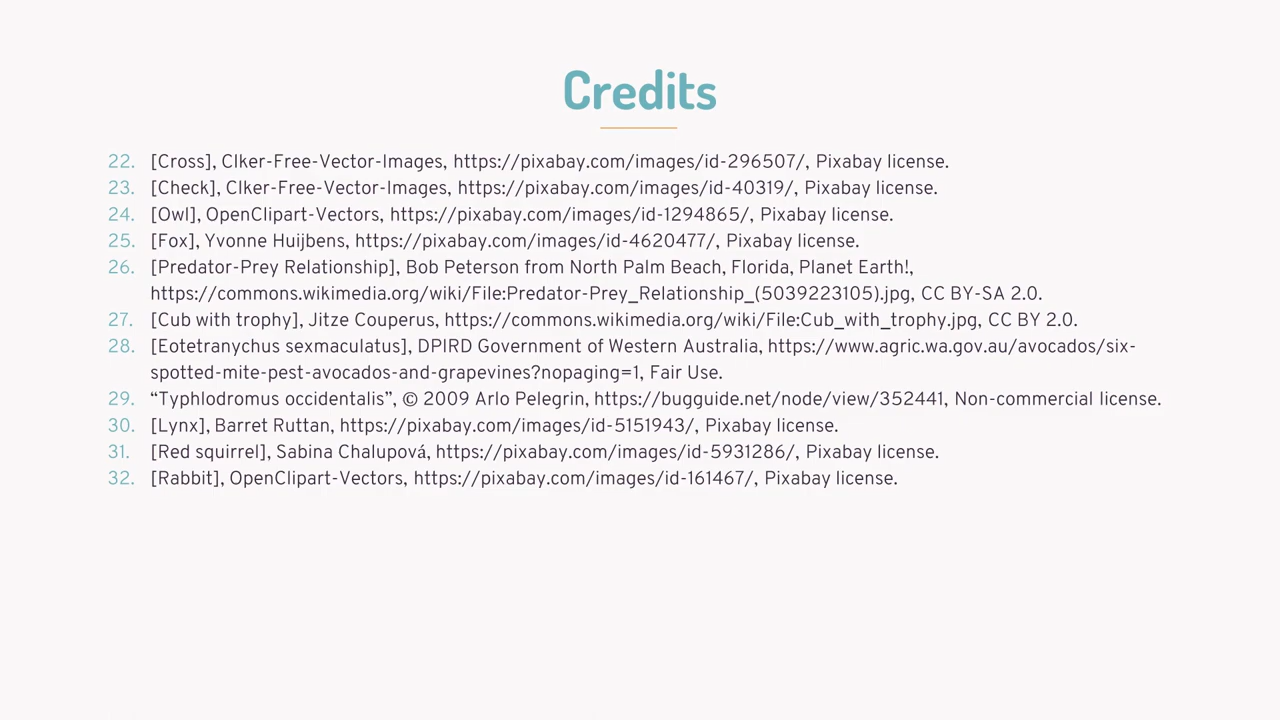 Credits
22. [Cross], Clker-Free-Vector-Images, https://pixabay.com/images/id-296507/, Pixabay license.
23. [Check], Clker-Free-Vector-Images, https://pixabay.com/images/id-40319/, Pixabay license.
24. [Owl], OpenClipart-Vectors, https://pixabay.com/images/id-1294865/, Pixabay license.
25. [Fox], Yvonne Huijbens, https://pixabay.com/images/id-4620477/, Pixabay license.
26. [Predator-Prey Relationship], Bob Peterson from North Palm Beach, Florida, Planet Earth!,
https://commons.wikimedia.org/wiki/File:Predator-Prey_Relationship_(5039223105).jpg, CC BY-SA 2.0.
27. [Cub with trophy], Jitze Couperus, https://commons.wikimedia.org/wiki/File:Cub_with_trophy.jpg, CC BY 2.0.
28. [Eotetranychus sexmaculatus], DPIRD Government of Western Australia, https://www.agric.wa.gov.au/avocados/six-
spotted-mite-pest-avocados-and-grapevines?nopaging=1, Fair Use.
29. “Typhlodromus occidentalis”, © 2009 Arlo Pelegrin, https://bugguide.net/node/view/352441, Non-commercial license.
30. [Lynx], Barret Ruttan, https://pixabay.com/images/id-5151943/, Pixabay license.
31. [Red squirrel], Sabina Chalupová, https://pixabay.com/images/id-5931286/, Pixabay license.
32. [Rabbit], OpenClipart-Vectors, https://pixabay.com/images/id-161467/, Pixabay license.